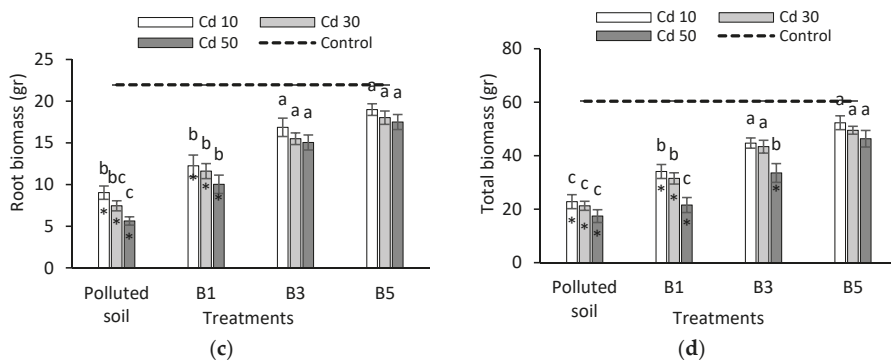 Cd 10 Cd 30
Cd 50 Control
25
20
15
10
5
0
Root biomass (gr)
b bc c
b b b
a a a
a a a
* * *
* * *
Polluted soil B1 B3 B5
Treatments
(c)
Cd 10 Cd 30
Cd 50 Control
80
60
40
20
0
Total biomass (gr)
c c c
b b c
a a b
a a a
* * *
* * *
*
Polluted soil B1 B3 B5
Treatments
(d)